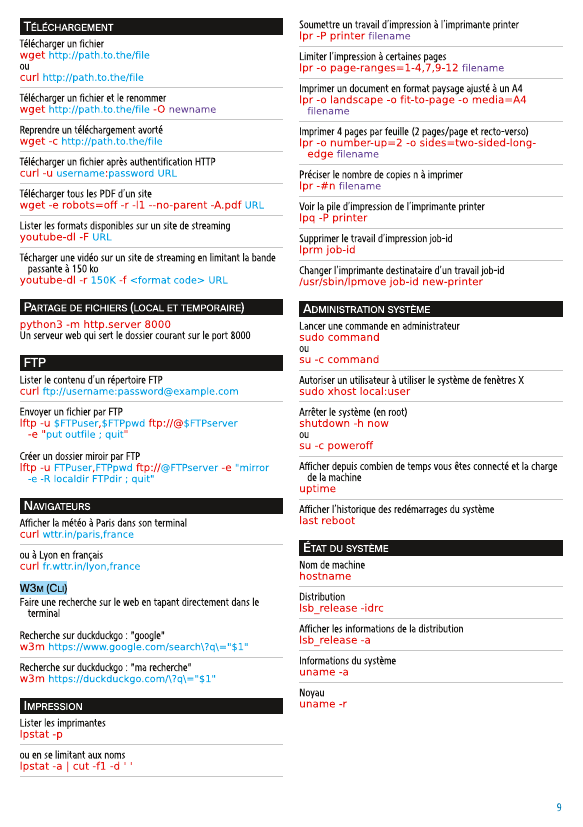 TÉLÉCHARGEMENT
Télécharger un fichier
wget http://path.to.the/file
ou
curl http://path.to.the/file
Télécharger un fichier et le renommer
wget http://path.to.the/file -O newname
Reprendre un téléchargement avorté
wget -c http://path.to.the/file
Télécharger un fichier après authentification HTTP
curl -u username:password URL
Télécharger tous les PDF d'un site
wget -e robots=off -r -l1 --no-parent -A.pdf URL
Lister les formats disponibles sur un site de streaming
youtube-dl -F URL
Técharger une vidéo sur un site de streaming en limitant la bande
passante à 150 ko
youtube-dl -r 150K -f <format code> URL
PARTAGE DE FICHIERS (LOCAL ET TEMPORAIRE)
python3 -m http.server 8000
Un serveur web qui sert le dossier courant sur le port 8000
FTP
Lister le contenu d'un répertoire FTP
curl ftp://username:password@example.com
Envoyer un fichier par FTP
lftp -u $FTPuser,$FTPpwd ftp://@$FTPserver
-e "put outfile ; quit"
Créer un dossier miroir par FTP
lftp -u FTPuser,FTPpwd ftp://@FTPserver -e "mirror
-e -R localdir FTPdir ; quit"
NAVIGATEURS
Afficher la météo à Paris dans son terminal
curl wttr.in/paris,france
ou à Lyon en français
curl fr.wttr.in/lyon,france
W3M (CLI)
Faire une recherche sur le web en tapant directement dans le
terminal
Recherche sur duckduckgo : "google"
w3m https://www.google.com/search\?q\="$1"
Recherche sur duckduckgo : "ma recherche"
w3m https://duckduckgo.com/\?q\="$1"
IMPRESSION
Lister les imprimantes
lpstat -p
ou en se limitant aux noms
lpstat -a | cut -f1 -d ' '
Soumettre un travail d'impression à l'imprimante printer
lpr -P printer filename
Limiter l'impression à certaines pages
lpr -o page-ranges=1-4,7,9-12 filename
Imprimer un document en format paysage ajusté à un A4
lpr -o landscape -o fit-to-page -o media=A4
filename
Imprimer 4 pages par feuille (2 pages/page et recto-verso)
lpr -o number-up=2 -o sides=two-sided-long-
edge filename
Préciser le nombre de copies n à imprimer
lpr -#n filename
Voir la pile d'impression de l'imprimante printer
lpq -P printer
Supprimer le travail d'impression job-id
lprm job-id
Changer l'imprimante destinataire d'un travail job-id
/usr/sbin/lpmove job-id new-printer
ADMINISTRATION SYSTÈME
Lancer une commande en administrateur
sudo command
ou
su -c command
Autoriser un utilisateur à utiliser le système de fenètres X
sudo xhost local:user
Arrêter le système (en root)
shutdown -h now
ou
su -c poweroff
Afficher depuis combien de temps vous êtes connecté et la charge
de la machine
uptime
Afficher l'historique des redémarrages du système
last reboot
ÉTAT DU SYSTÈME
Nom de machine
hostname
Distribution
lsb_release -idrc
Afficher les informations de la distribution
lsb_release -a
Informations du système
uname -a
Noyau
uname -r
9